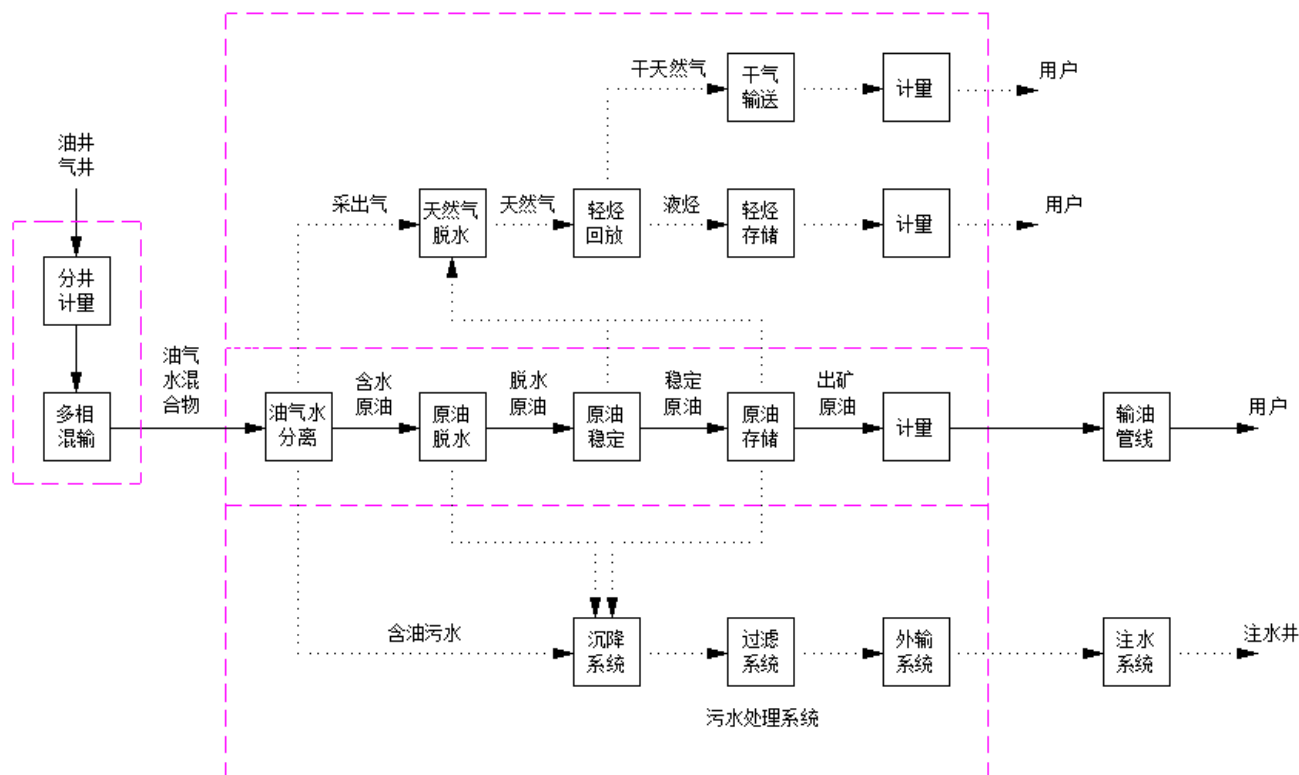 干天然气
干气
输送
计量
用户
油井
气井
采出气
天然气
脱水
天然气
轻烃
回放
液烃
轻烃
存储
计量
用户
分井
计量
油气
水混
合物
含水
原油
脱水
原油
稳定
原油
出矿
原油
多相
混输
油气水
分离
原油
脱水
原油
稳定
原油
存储
计量
输油
管线
用户
含油污水
沉降
系统
过滤
系统
外输
系统
注水
系统
注水井
污水处理系统